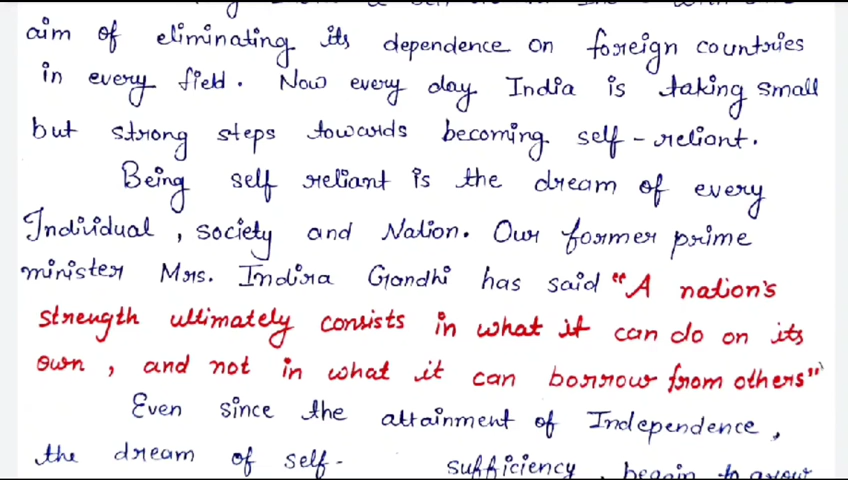 aim of eliminating its dependence on foreign countries
in every field. Now every day India is taking small
but strong steps towards becoming self-reliant.
Being self reliant is the dream of every
Individual, society and Nation. Our former prime
minister Mrs. Indira Gandhi has said "A nation's
strength ultimately consists in what it can do on its
own, and not in what it can borrow from others"
Even since the attainment of Independence,
the dream of self- sufficiency